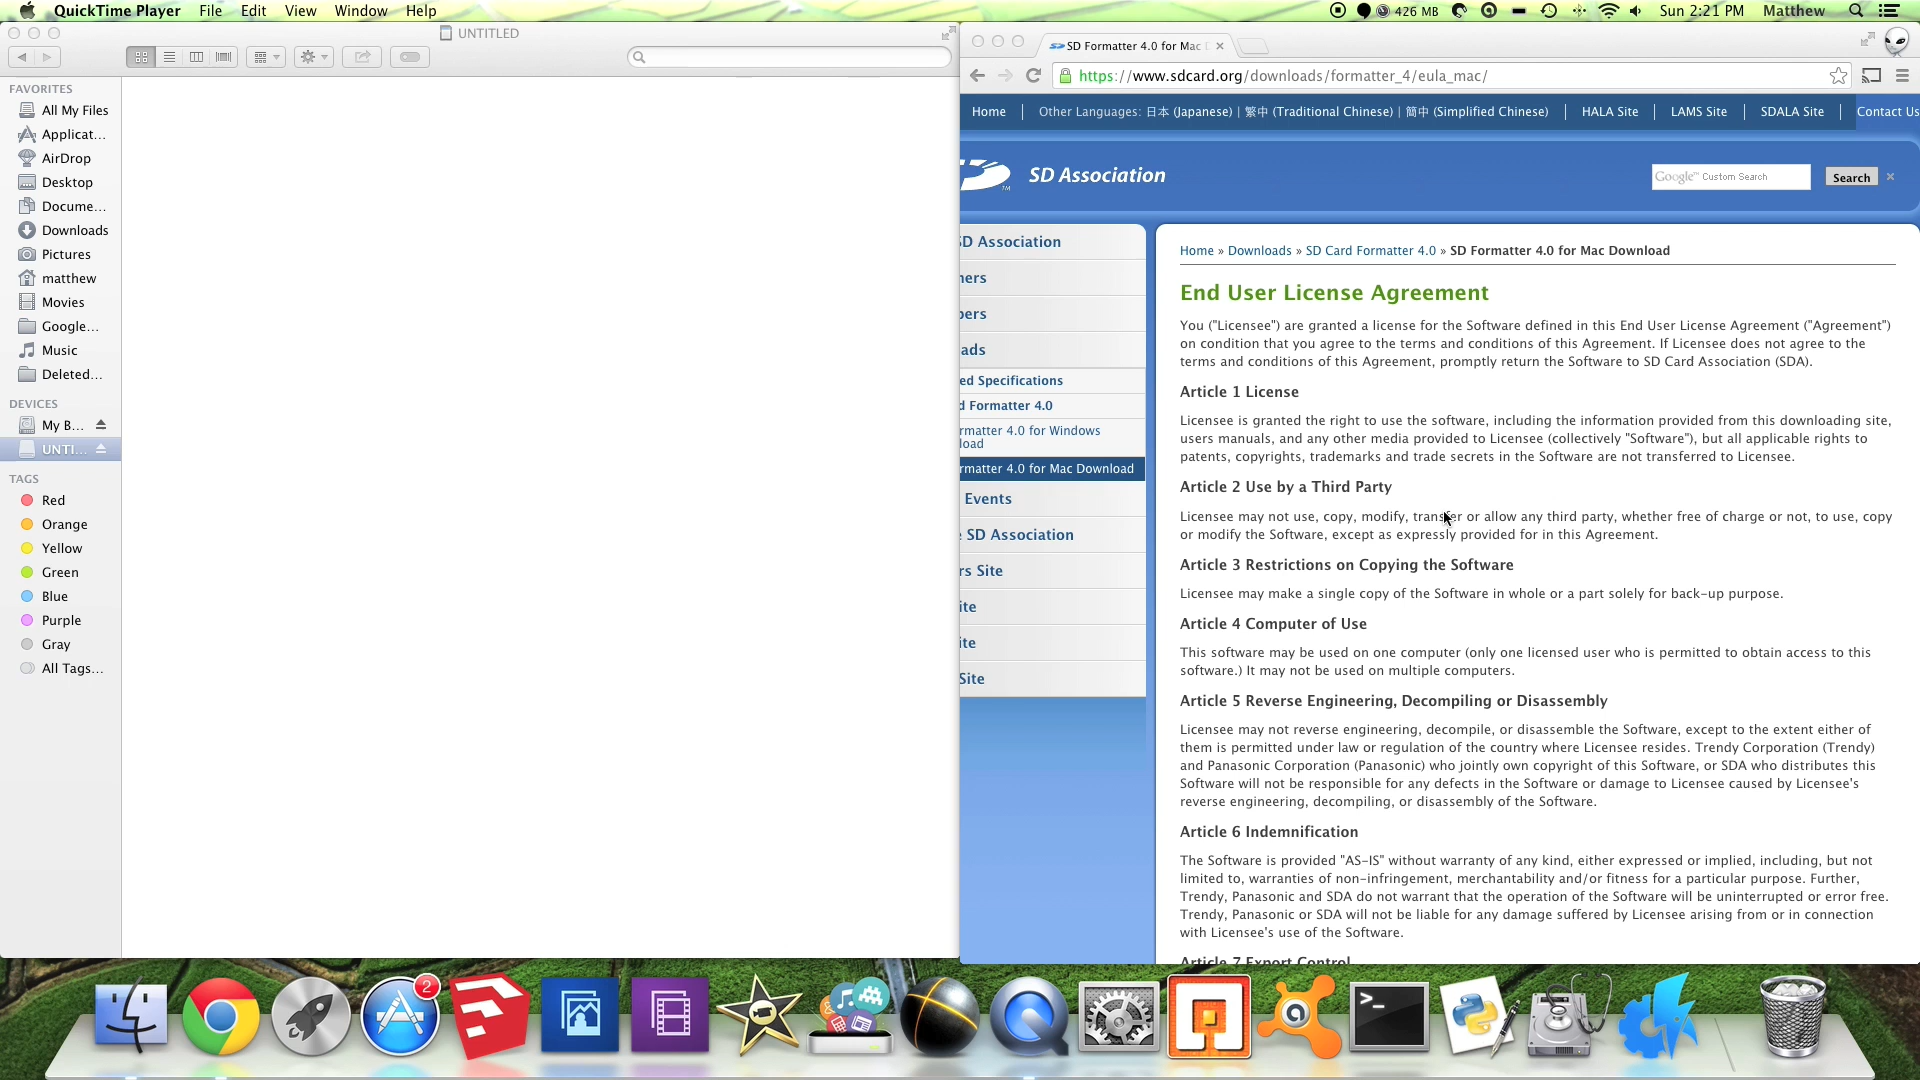 QuickTime Player File Edit View Window Help
426 MB Sun 2:21 PM Matthew
UNTITLED
FAVORITES
All My Files
Applicat...
AirDrop
Desktop
Docume...
Downloads
Pictures
matthew
Movies
Google...
Music
Deleted...
DEVICES
My B...
UNTI...
TAGS
Red
Orange
Yellow
Green
Blue
Purple
Gray
All Tags...
SD Formatter 4.0 for Mac
https://www.sdcard.org/downloads/formatter_4/eula_mac/
Home Other Languages: 日本 (Japanese) | 繁中 (Traditional Chinese) | 簡中 (Simplified Chinese) HALA Site LAMS Site SDALA Site Contact Us
SD Association
Google™ Custom Search Search
SD Association
ners
pers
ads
ed Specifications
d Formatter 4.0
rmatter 4.0 for Windows
load
rmatter 4.0 for Mac Download
Events
e SD Association
rs Site
ite
ite
Site
Home » Downloads » SD Card Formatter 4.0 » SD Formatter 4.0 for Mac Download
End User License Agreement
You ("Licensee") are granted a license for the Software defined in this End User License Agreement ("Agreement")
on condition that you agree to the terms and conditions of this Agreement. If Licensee does not agree to the
terms and conditions of this Agreement, promptly return the Software to SD Card Association (SDA).
Article 1 License
Licensee is granted the right to use the software, including the information provided from this downloading site,
users manuals, and any other media provided to Licensee (collectively "Software"), but all applicable rights to
patents, copyrights, trademarks and trade secrets in the Software are not transferred to Licensee.
Article 2 Use by a Third Party
Licensee may not use, copy, modify, transfer or allow any third party, whether free of charge or not, to use, copy
or modify the Software, except as expressly provided for in this Agreement.
Article 3 Restrictions on Copying the Software
Licensee may make a single copy of the Software in whole or a part solely for back-up purpose.
Article 4 Computer of Use
This software may be used on one computer (only one licensed user who is permitted to obtain access to this
software.) It may not be used on multiple computers.
Article 5 Reverse Engineering, Decompiling or Disassembly
Licensee may not reverse engineering, decompile, or disassemble the Software, except to the extent either of
them is permitted under law or regulation of the country where Licensee resides. Trendy Corporation (Trendy)
and Panasonic Corporation (Panasonic) who jointly own copyright of this Software, or SDA who distributes this
Software will not be responsible for any defects in the Software or damage to Licensee caused by Licensee's
reverse engineering, decompiling, or disassembly of the Software.
Article 6 Indemnification
The Software is provided "AS-IS" without warranty of any kind, either expressed or implied, including, but not
limited to, warranties of non-infringement, merchantability and/or fitness for a particular purpose. Further,
Trendy, Panasonic and SDA do not warrant that the operation of the Software will be uninterrupted or error free.
Trendy, Panasonic or SDA will not be liable for any damage suffered by Licensee arising from or in connection
with Licensee's use of the Software.
Article 7 Export Control
2
>_